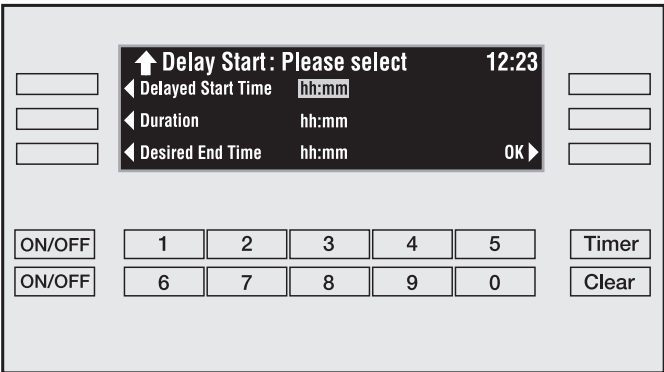 Delay Start: Please select 12:23
Delayed Start Time hh:mm
Duration hh:mm
Desired End Time hh:mm OK
ON/OFF 1 2 3 4 5 Timer
ON/OFF 6 7 8 9 0 Clear